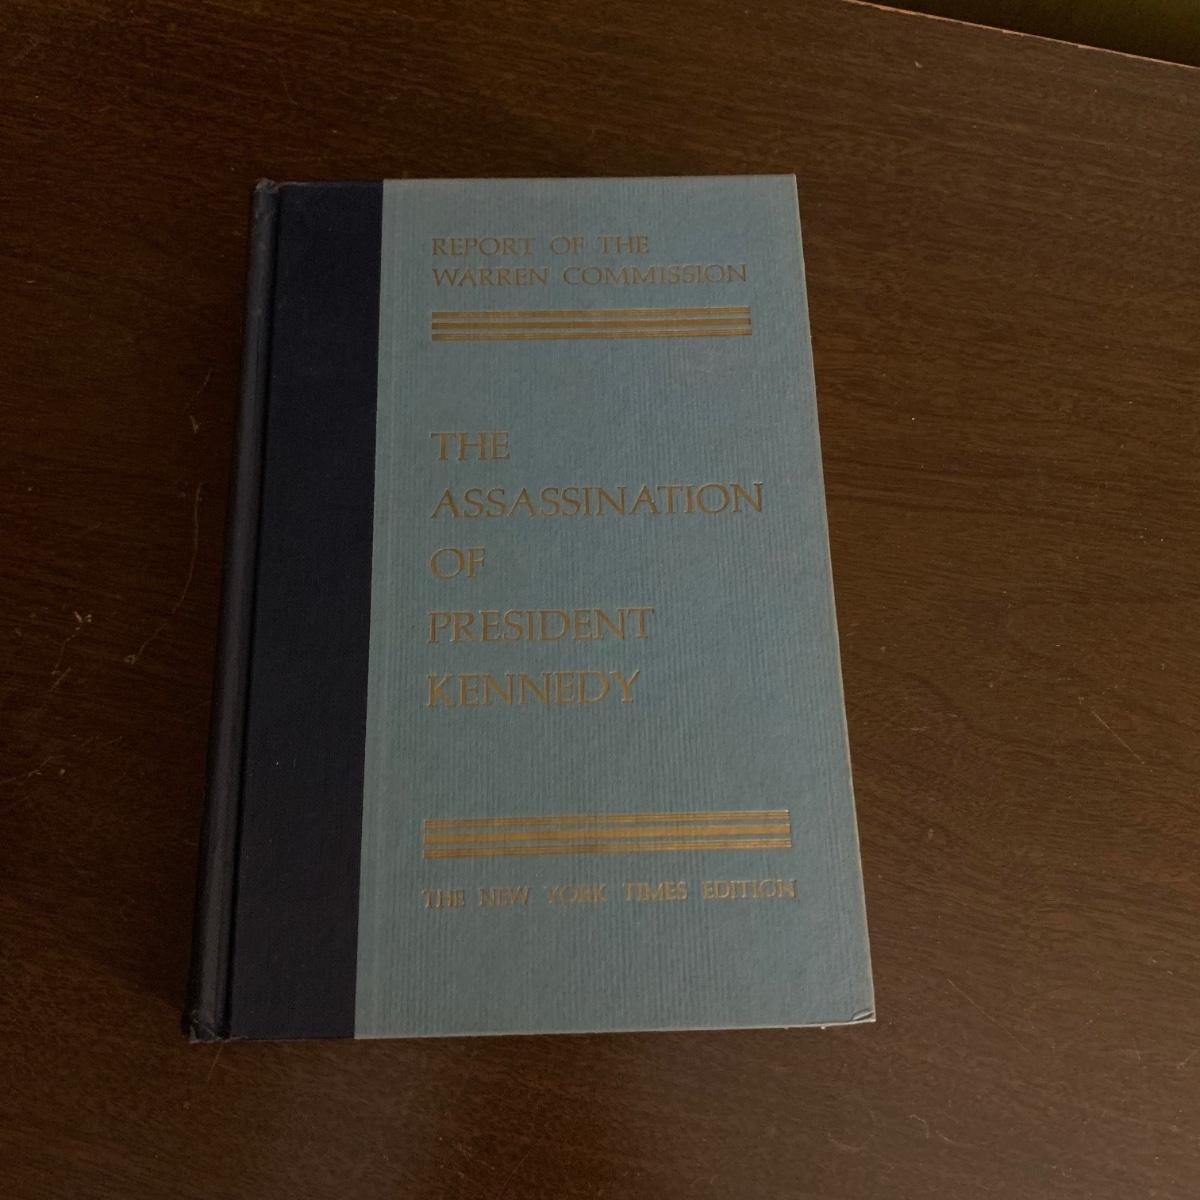 REPORT OF THE
WARREN COMMISSION
THE
ASSASSINATION
OF
PRESIDENT
KENNEDY
THE NEW YORK TIMES EDITION